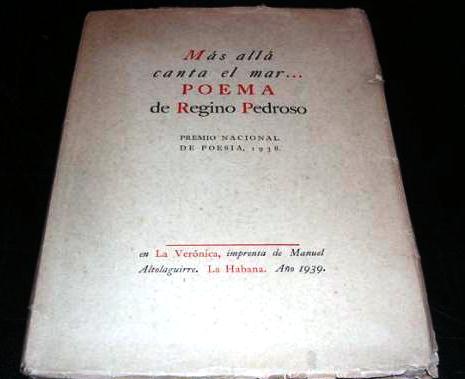 Más allá
canta el mar...
POEMA
de Regino Pedroso
PREMIO NACIONAL
DE POESIA, 1938.
en La Verónica, imprenta de Manuel
Altolaguirre. La Habana. Año 1939.